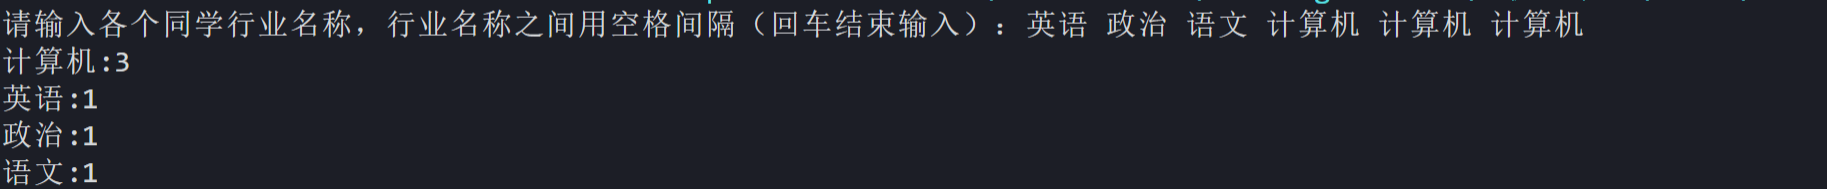 请输入各个同学行业名称，行业名称之间用空格间隔（回车结束输入）：英语 政治 语文 计算机 计算机 计算机
计算机:3
英语:1
政治:1
语文:1